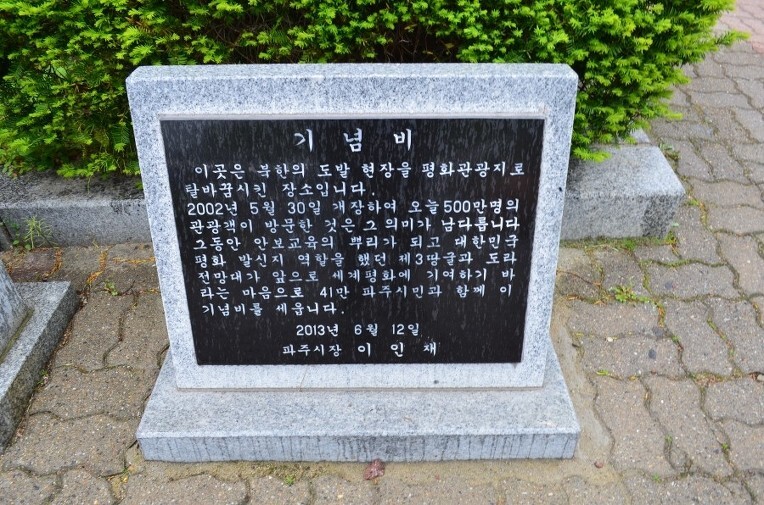 기념비
이곳은 북한의 도발 현장을 평화관광지로
탈바꿈시킨 장소입니다.
2002년 5월 30일 개장하여 오늘500만명의
관광객이 방문한 것은 그 의미가 남다릅니다
그동안 안보교육의 뿌리가 되고 대한민국
평화 발신지 역할을 했던 제3땅굴과 도라
전망대가 앞으로 세계평화에 기여하기 바
라는 마음으로 41만 파주시민과 함께 이
기념비를 세웁니다.
2013년 6월 12일
파주시장 이 인 재